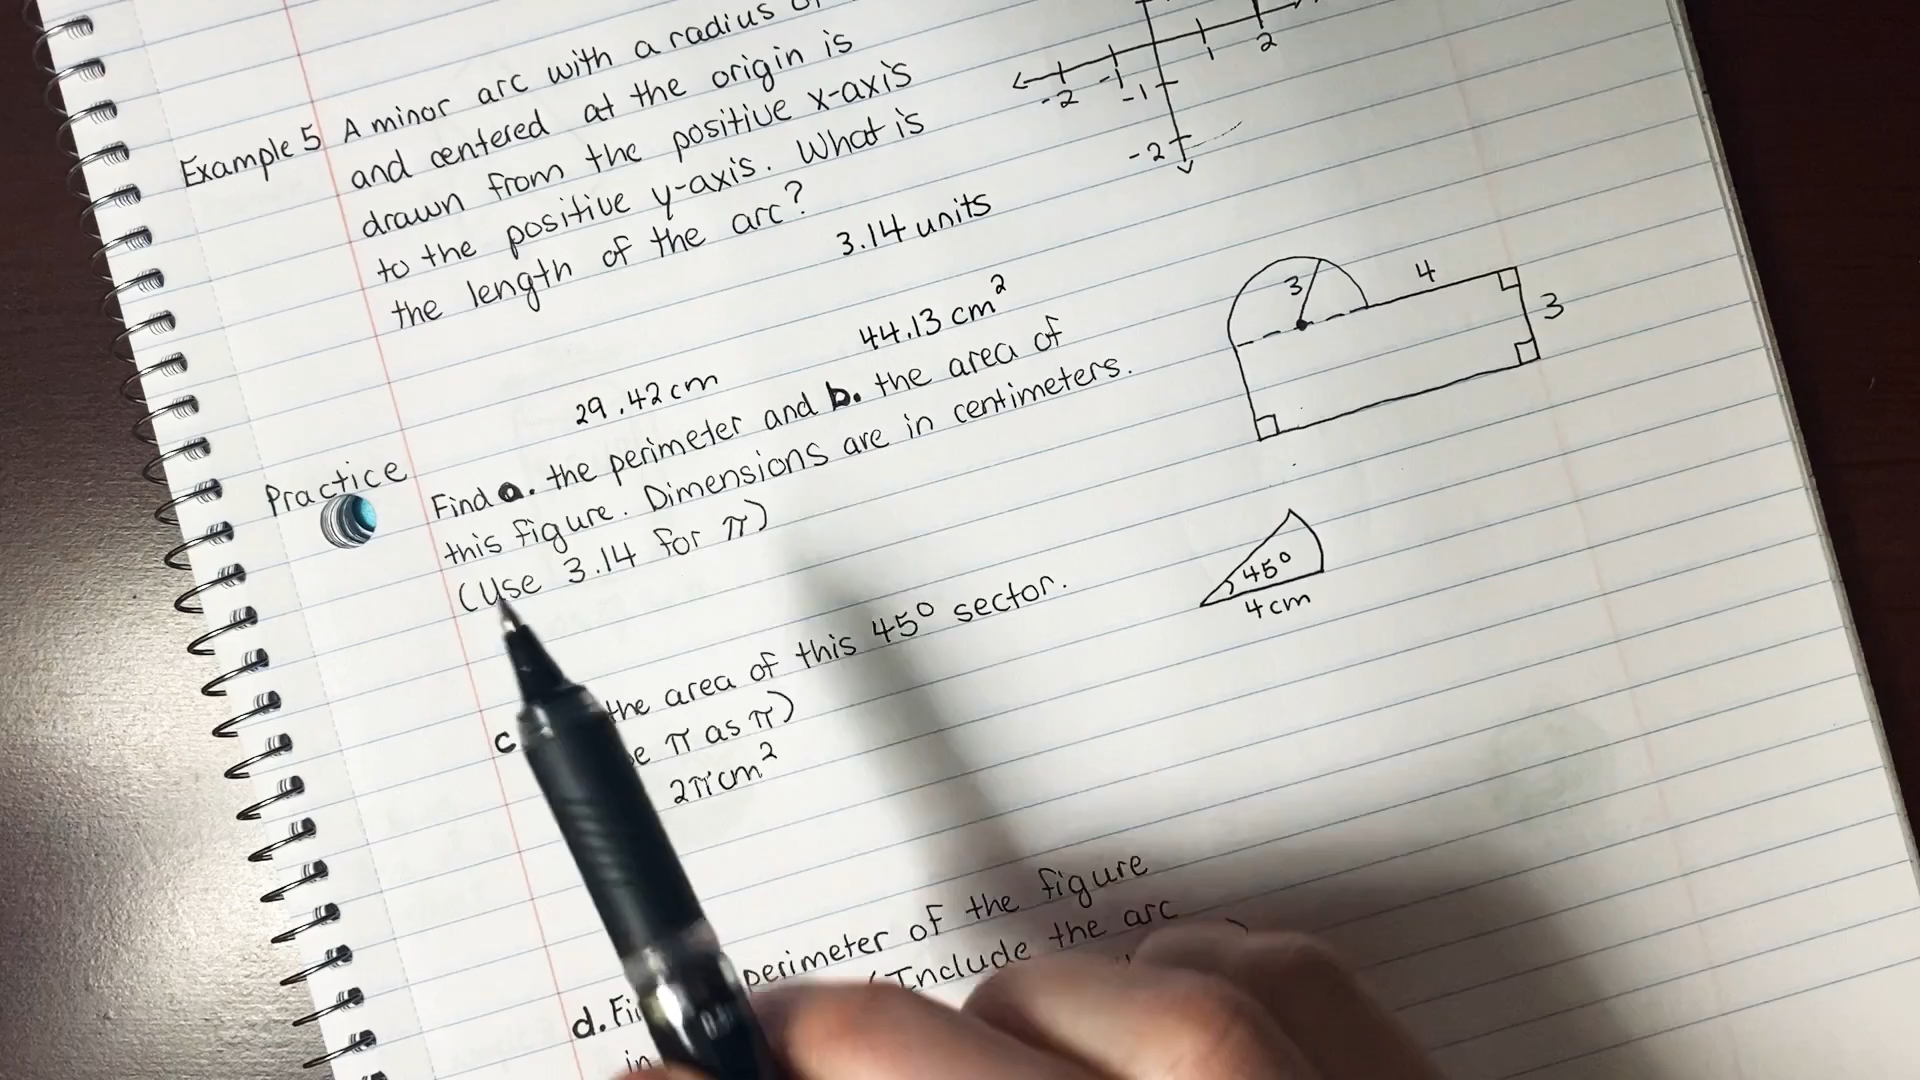 Example 5 A minor arc with a radius
and centered at the origin is
drawn from the positive x-axis
to the positive y-axis. What is
the length of the arc?
3.14 units
-2 -1 1 2
-1
-2
29.42 cm
44.13 cm²
Practice
Find a. the perimeter and b. the area of
this figure. Dimensions are in centimeters.
(Use 3.14 for π)
3 4
3
c
the area of this 45° sector.
π as π)
2π cm²
45°
4 cm
d. perimeter of the figure
in (Include the arc